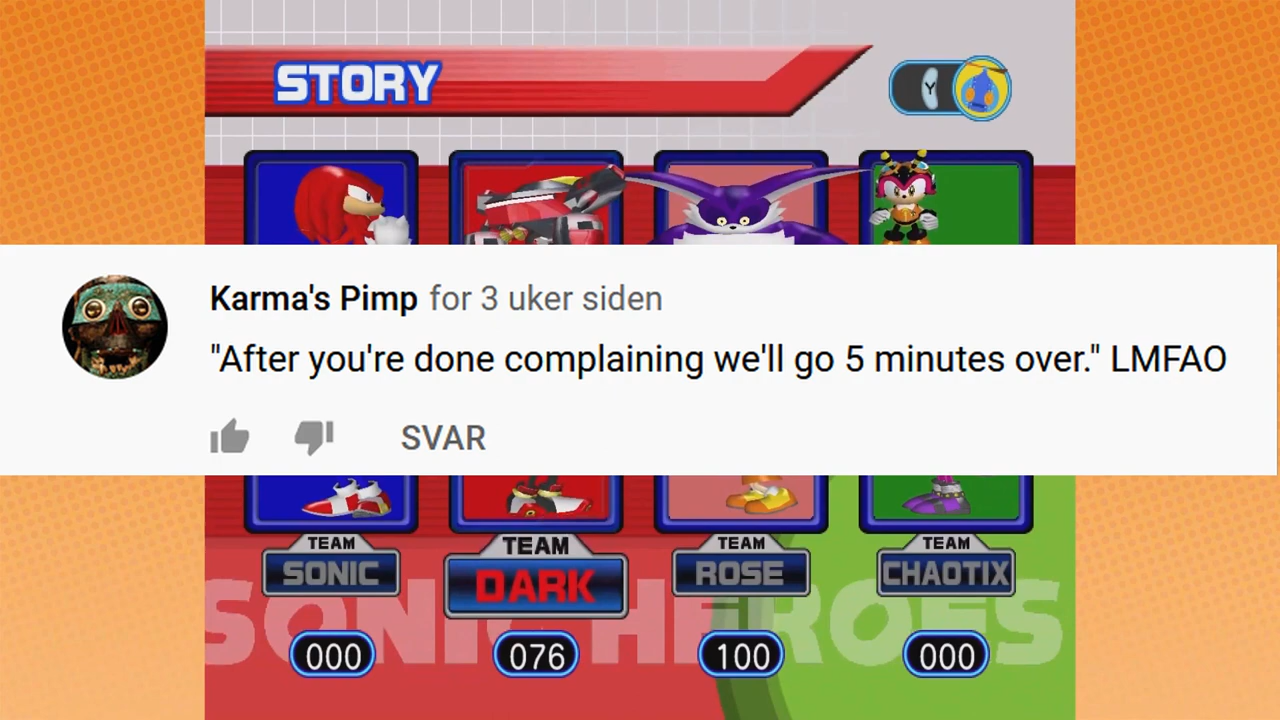 STORY
Y
Karma's Pimp for 3 uker siden
"After you're done complaining we'll go 5 minutes over." LMFAO
SVAR
TEAM TEAM TEAM TEAM
SONIC DARK ROSE CHAOTIX
SONIC HEROES
000 076 100 000